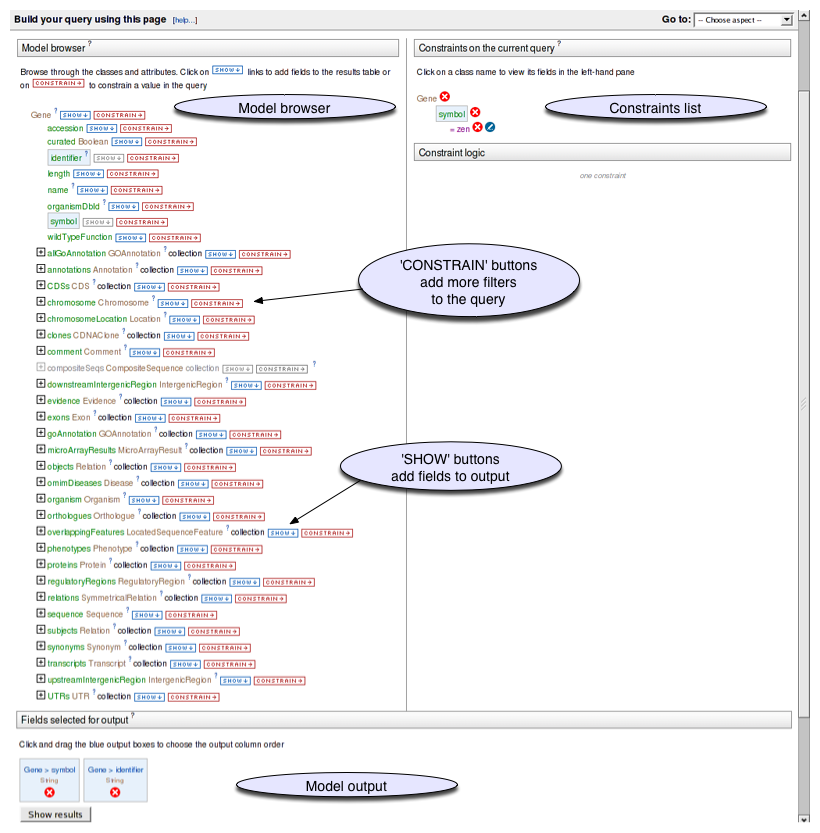 Build your query using this page [help...] Go to: -- Choose aspect --
Model browser ?
Browse through the classes and attributes. Click on SHOW↓ links to add fields to the results table or
on CONSTRAIN→ to constrain a value in the query
Model browser
Gene ? SHOW↓ CONSTRAIN→
accession SHOW↓ CONSTRAIN→
curated Boolean SHOW↓ CONSTRAIN→
identifier ? SHOW↓ CONSTRAIN→
length SHOW↓ CONSTRAIN→
name ? SHOW↓ CONSTRAIN→
organismDbId SHOW↓ CONSTRAIN→
symbol SHOW↓ CONSTRAIN→
wildTypeFunction SHOW↓ CONSTRAIN→
allGoAnnotation GOAnnotation ? collection SHOW↓ CONSTRAIN→
annotations Annotation ? collection SHOW↓ CONSTRAIN→
CDSs CDS ? collection SHOW↓ CONSTRAIN→
chromosome Chromosome ? SHOW↓ CONSTRAIN→
chromosomeLocation Location ? SHOW↓ CONSTRAIN→
clones CDNAClone ? collection SHOW↓ CONSTRAIN→
comment Comment ? SHOW↓ CONSTRAIN→
compositeSeqs CompositeSequence collection SHOW↓ CONSTRAIN→ ?
downstreamIntergenicRegion IntergenicRegion ? SHOW↓ CONSTRAIN→
evidence Evidence ? collection SHOW↓ CONSTRAIN→
exons Exon ? collection SHOW↓ CONSTRAIN→
goAnnotation GOAnnotation ? collection SHOW↓ CONSTRAIN→
microArrayResults MicroArrayResult ? collection SHOW↓ CONSTRAIN→
objects Relation ? collection SHOW↓ CONSTRAIN→
omimDiseases Disease ? collection SHOW↓ CONSTRAIN→
organism Organism ? SHOW↓ CONSTRAIN→
orthologues Orthologue ? collection SHOW↓ CONSTRAIN→
overlappingFeatures LocatedSequenceFeature ? collection SHOW↓ CONSTRAIN→
phenotypes Phenotype ? collection SHOW↓ CONSTRAIN→
proteins Protein ? collection SHOW↓ CONSTRAIN→
regulatoryRegions RegulatoryRegion ? collection SHOW↓ CONSTRAIN→
relations SymmetricalRelation ? collection SHOW↓ CONSTRAIN→
sequence Sequence ? SHOW↓ CONSTRAIN→
subjects Relation ? collection SHOW↓ CONSTRAIN→
synonyms Synonym ? collection SHOW↓ CONSTRAIN→
transcripts Transcript ? collection SHOW↓ CONSTRAIN→
upstreamIntergenicRegion IntergenicRegion ? SHOW↓ CONSTRAIN→
UTRs UTR ? collection SHOW↓ CONSTRAIN→
Constraints on the current query ?
Click on a class name to view its fields in the left-hand pane
Gene
symbol
= zen
Constraints list
Constraint logic
one constraint
'CONSTRAIN' buttons
add more filters
to the query
'SHOW' buttons
add fields to output
Fields selected for output ?
Click and drag the blue output boxes to choose the output column order
Gene > symbol Gene > identifier
String String
Model output
Show results